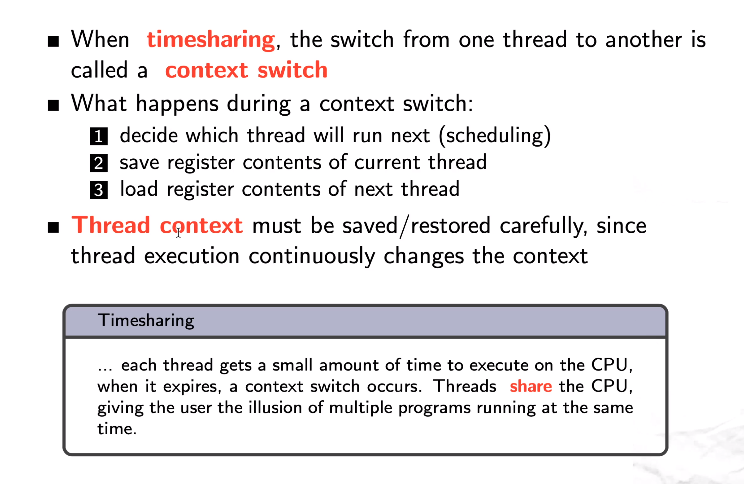 When timesharing, the switch from one thread to another is
called a context switch
What happens during a context switch:
1 decide which thread will run next (scheduling)
2 save register contents of current thread
3 load register contents of next thread
Thread context must be saved/restored carefully, since
thread execution continuously changes the context
Timesharing
... each thread gets a small amount of time to execute on the CPU,
when it expires, a context switch occurs. Threads share the CPU,
giving the user the illusion of multiple programs running at the same
time.